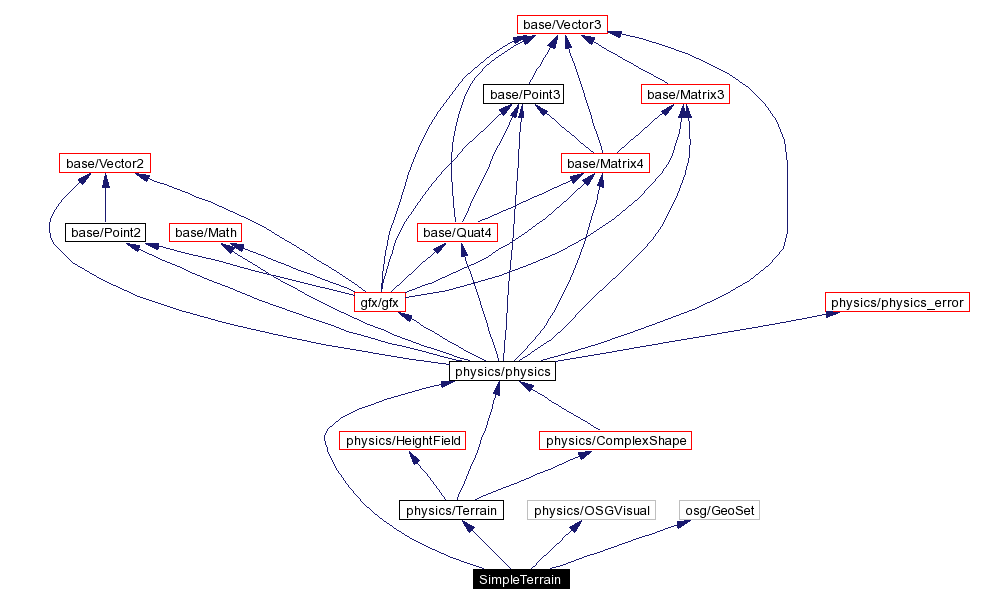 base/Vector3
base/Point3
base/Matrix3
base/Vector2
base/Matrix4
base/Point2
base/Math
base/Quat4
gfx/gfx
physics/physics_error
physics/physics
physics/HeightField
physics/ComplexShape
physics/Terrain
physics/OSGVisual
osg/GeoSet
SimpleTerrain